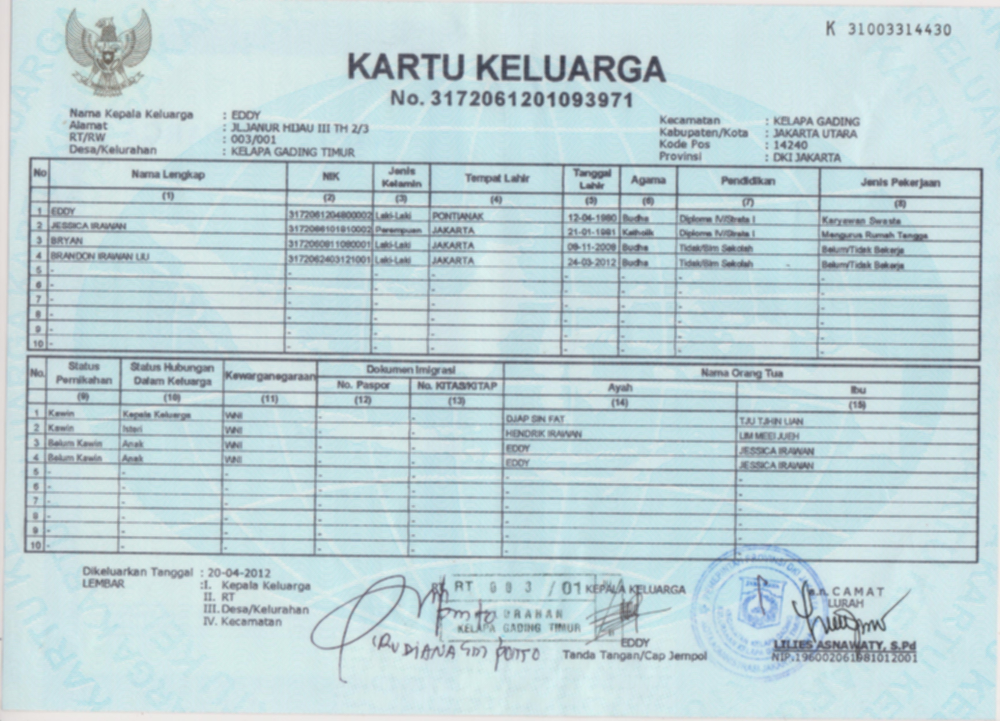 K 31003314430
KARTU KELUARGA
No. 3172061201093971
Nama Kepala Keluarga : EDDY
Alamat : JL.JANUR HIJAU III TH 2/3
RT/RW : 003/001
Desa/Kelurahan : KELAPA GADING TIMUR
Kecamatan : KELAPA GADING
Kabupaten/Kota : JAKARTA UTARA
Kode Pos : 14240
Provinsi : DKI JAKARTA
No Nama Lengkap NIK Jenis Kelamin Tempat Lahir Tanggal Lahir Agama Pendidikan Jenis Pekerjaan
(1) (2) (3) (4) (5) (6) (7) (8)
1 EDDY 3172061204800002 Laki-Laki PONTIANAK 12-04-1980 Budha Diploma IV/Strata I Karyawan Swasta
2 JESSICA IRAWAN 3172066101810002 Perempuan JAKARTA 21-01-1981 Katholik Diploma IV/Strata I Mengurus Rumah Tangga
3 BRYAN 3172060811080001 Laki-Laki JAKARTA 08-11-2008 Budha Tidak/Blm Sekolah Belum/Tidak Bekerja
4 BRANDON IRAWAN LIU 3172062403121001 Laki-Laki JAKARTA 24-03-2012 Budha Tidak/Blm Sekolah Belum/Tidak Bekerja
5 - - - - - - - -
6 - - - - - - - -
7 - - - - - - - -
8 - - - - - - - -
9 - - - - - - - -
10 - - - - - - - -
No. Status Pernikahan Status Hubungan Dalam Keluarga Kewarganegaraan Dokumen Imigrasi Nama Orang Tua
No. Paspor No. KITAS/KITAP Ayah Ibu
(9) (10) (11) (12) (13) (14) (15)
1 Kawin Kepala Keluarga WNI - - DJAP SIN FAT TJU TJHIN LIAN
2 Kawin Isteri WNI - - HENDRIK IRAWAN LIM MEEI JUEH
3 Belum Kawin Anak WNI - - EDDY JESSICA IRAWAN
4 Belum Kawin Anak WNI - - EDDY JESSICA IRAWAN
5 - - - - - - -
6 - - - - - - -
7 - - - - - - -
8 - - - - - - -
9 - - - - - - -
10 - - - - - - -
Dikeluarkan Tanggal : 20-04-2012
LEMBAR : I. Kepala Keluarga
II. RT
III. Desa/Kelurahan
IV. Kecamatan
RT 003 / 01
KELAPA GADING TIMUR
KEPALA KELUARGA
EDDY
Tanda Tangan/Cap Jempol
a.n. CAMAT
LURAH
LILIES ASNAWATY, S.Pd
NIP.196002061981012001